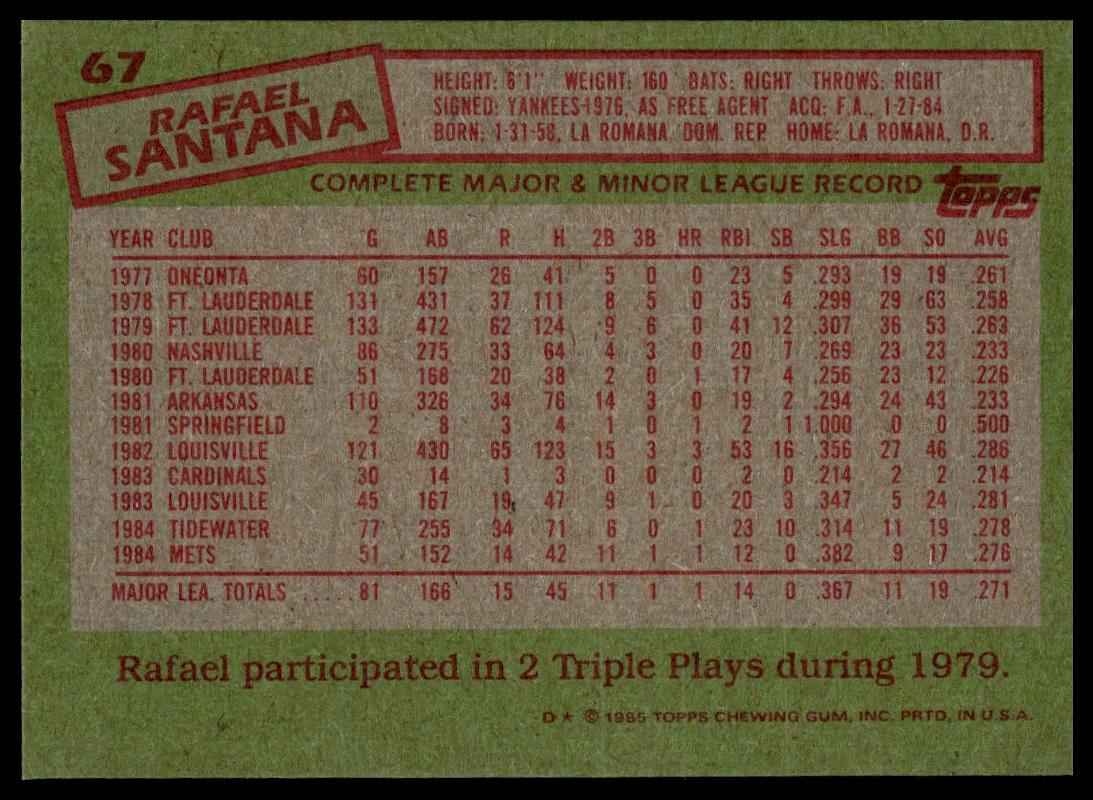 67
RAFAEL
SANTANA
HEIGHT: 6'1" WEIGHT: 160 BATS: RIGHT THROWS: RIGHT
SIGNED: YANKEES-1976, AS FREE AGENT ACQ: F.A., 1-27-84
BORN: 1-31-58, LA ROMANA, DOM. REP. HOME: LA ROMANA, D.R.
COMPLETE MAJOR & MINOR LEAGUE RECORD topps
YEAR CLUB G AB R H 2B 3B HR RBI SB SLG BB SO AVG
1977 ONEONTA 60 157 26 41 5 0 0 23 5 .293 19 19 .261
1978 FT. LAUDERDALE 131 431 37 111 8 5 0 35 4 .299 29 63 .258
1979 FT. LAUDERDALE 133 472 62 124 9 6 0 41 12 .307 36 53 .263
1980 NASHVILLE 86 275 33 64 4 3 0 20 7 .269 23 23 .233
1980 FT. LAUDERDALE 51 168 20 38 2 0 1 17 4 .256 23 12 .226
1981 ARKANSAS 110 326 34 76 14 3 0 19 2 .294 24 43 .233
1981 SPRINGFIELD 2 8 3 4 1 0 1 2 1 1.000 0 0 .500
1982 LOUISVILLE 121 430 65 123 15 3 3 53 16 .356 27 46 .286
1983 CARDINALS 30 14 1 3 0 0 0 2 0 .214 2 2 .214
1983 LOUISVILLE 45 167 19 47 9 1 0 20 3 .347 5 24 .281
1984 TIDEWATER 77 255 34 71 6 0 1 23 10 .314 11 19 .278
1984 METS 51 152 14 42 11 1 1 12 0 .382 9 17 .276
MAJOR LEA. TOTALS .....81 166 15 45 11 1 1 14 0 .367 11 19 .271
Rafael participated in 2 Triple Plays during 1979.
D ★ © 1985 TOPPS CHEWING GUM, INC. PRTD. IN U.S.A.